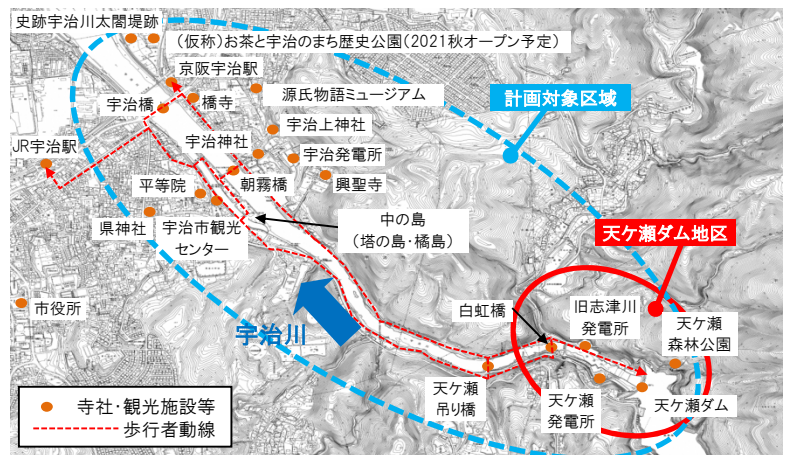 史跡宇治川太閤堤跡
（仮称）お茶と宇治のまち歴史公園（2021秋オープン予定）
京阪宇治駅
宇治橋
橋寺
源氏物語ミュージアム
計画対象区域
宇治上神社
JR宇治駅
宇治神社
宇治発電所
平等院
朝霧橋
興聖寺
県神社
宇治市観光
センター
中の島
（塔の島・橘島）
天ケ瀬ダム地区
市役所
宇治川
白虹橋
旧志津川
発電所
天ケ瀬
森林公園
天ケ瀬
吊り橋
天ケ瀬
発電所
天ケ瀬ダム
寺社・観光施設等
歩行者動線